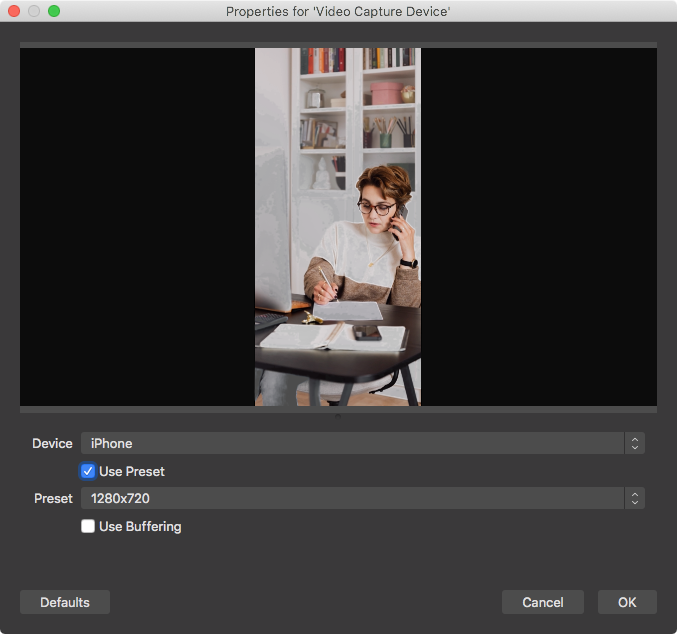 Properties for 'Video Capture Device'
Device iPhone
Use Preset
Preset 1280x720
Use Buffering
Defaults Cancel OK